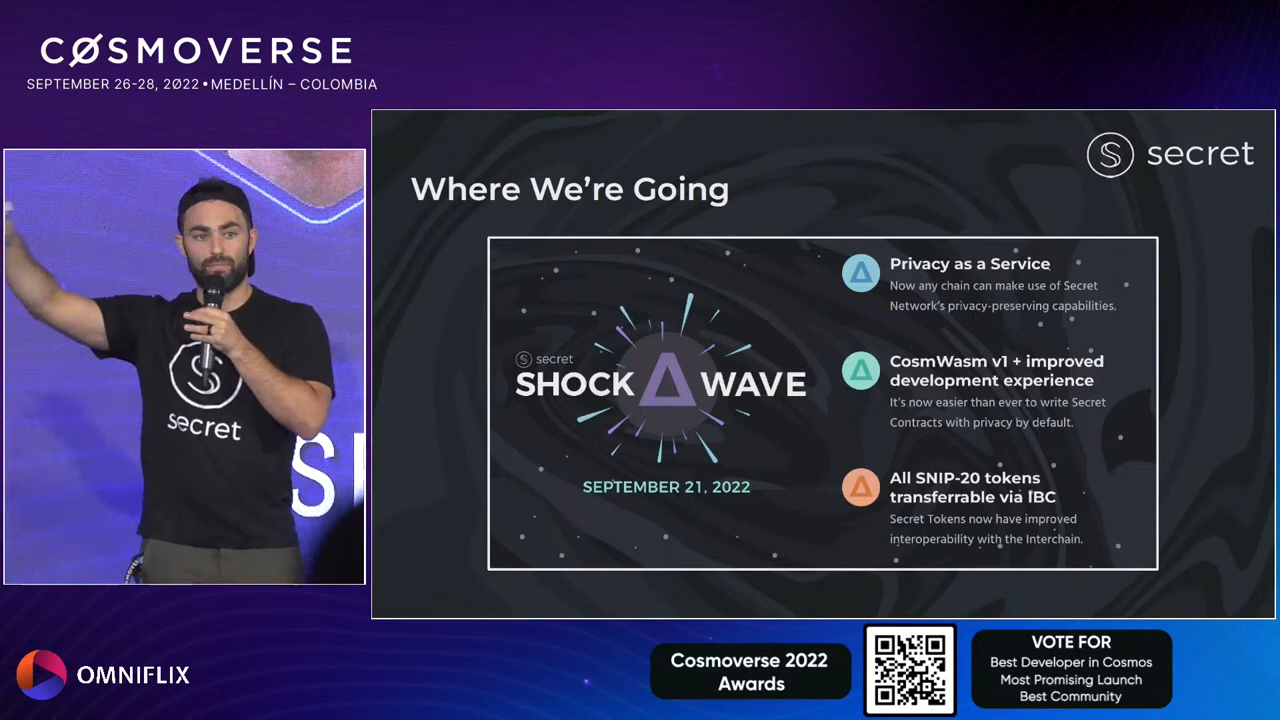 CØSMOVERSE
SEPTEMBER 26-28, 2Ø22 • MEDELLÍN – COLOMBIA
secret
S
secret
Where We're Going
secret
SHOCK Δ WAVE
SEPTEMBER 21, 2022
Privacy as a Service
Now any chain can make use of Secret
Network's privacy-preserving capabilities.
CosmWasm v1 + improved
development experience
It's now easier than ever to write Secret
Contracts with privacy by default.
All SNIP-20 tokens
transferrable via IBC
Secret Tokens now have improved
interoperability with the Interchain.
OMNIFLIX
Cosmoverse 2022
Awards
VOTE FOR
Best Developer in Cosmos
Most Promising Launch
Best Community